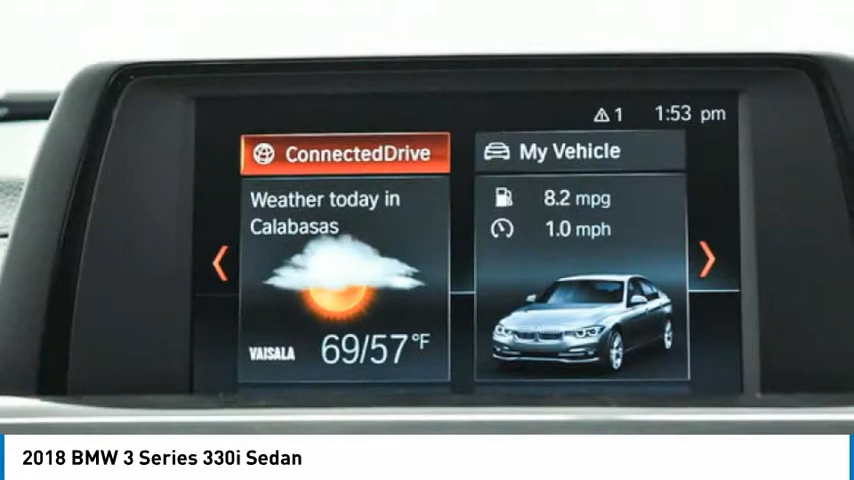 1 1:53 pm
ConnectedDrive
My Vehicle
Weather today in
Calabasas
VAISALA 69/57°F
8.2 mpg
1.0 mph
2018 BMW 3 Series 330i Sedan